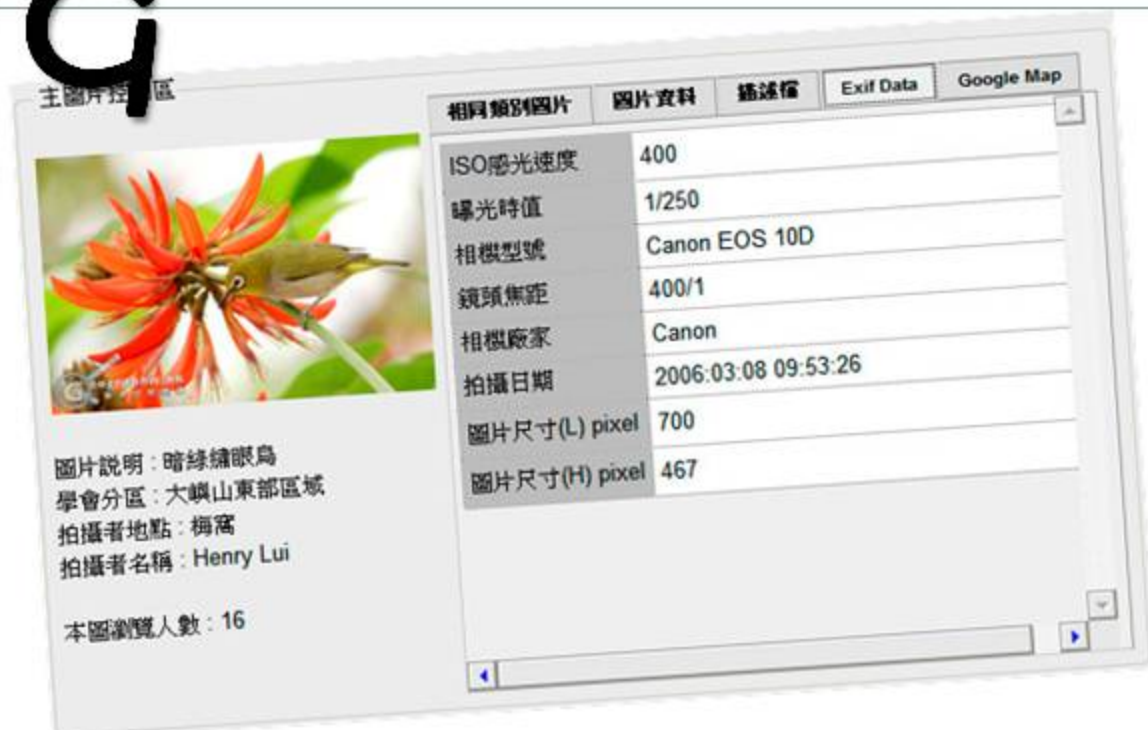 G
主圖片控 區
相同類別圖片 圖片資料 描述檔 Exif Data Google Map
ISO感光速度 400
曝光時值 1/250
相機型號 Canon EOS 10D
鏡頭焦距 400/1
相機廠家 Canon
拍攝日期 2006:03:08 09:53:26
圖片尺寸(L) pixel 700
圖片尺寸(H) pixel 467
圖片説明 : 暗綠繡眼鳥
學會分區 : 大嶼山東部區域
拍攝者地點 : 梅窩
拍攝者名稱 : Henry Lui
本圖瀏覽人數 : 16